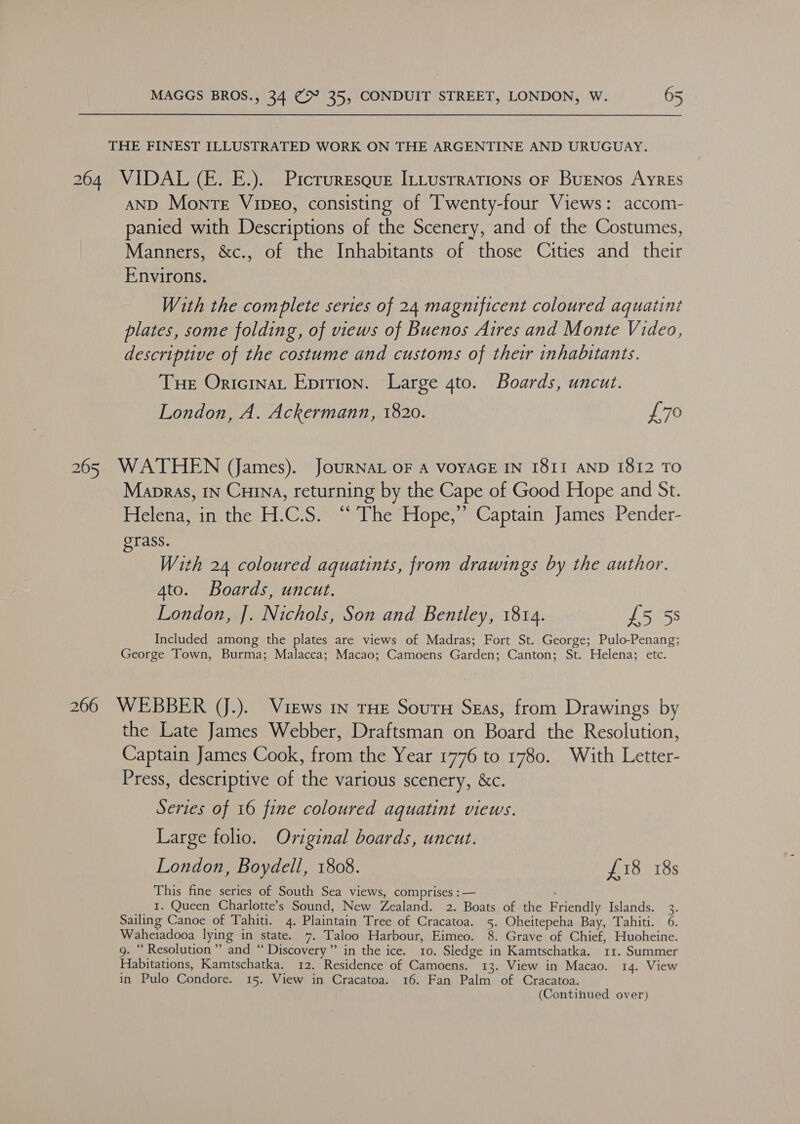 MAGGS BROS., 34 & 35, CONDUIT STREET, LONDON, W. 65
THE FINEST ILLUSTRATED WORK ON THE ARGENTINE AND URUGUAY.
264 VIDAL (E. E.). PICTURESQUE ILLUSTRATIONS OF BUENOS AYRES
AND MONTE VIDEO, consisting of Twenty-four Views: accom-
panied with Descriptions of the Scenery, and of the Costumes,
Manners, &c., of the Inhabitants of those Cities and their
Environs.
With the complete series of 24 magnificent coloured aquatint
plates, some folding, of views of Buenos Aires and Monte Video,
descriptive of the costume and customs of their inhabitants.
THE ORIGINAL EDITION. Large 4to. Boards, uncut.
London, A. Ackermann, 1820. £70
265 WATHEN (James). JOURNAL OF A VOYAGE IN 1811 AND 1812 TO
MADRAS, IN CHINA, returning by the Cape of Good Hope and St.
Helena, in the H.C.S. “The Hope,” Captain James Pender-
grass.
With 24 coloured aquatints, from drawings by the author.
4to. Boards, uncut.
London, J. Nichols, Son and Bentley, 1814. £5 5s
Included among the plates are views of Madras; Fort St. George; Pulo-Penang;
George Town, Burma; Malacca; Macao; Camoens Garden; Canton; St. Helena; etc.
266 WEBBER (J.). VIEWS IN THE SOUTH SEAS, from Drawings by
the Late James Webber, Draftsman on Board the Resolution,
Captain James Cook, from the Year 1776 to 1780. With Letter-
Press, descriptive of the various scenery, &c.
Series of 16 fine coloured aquatint views.
Large folio. Original boards, uncut.
London, Boydell, 1808. £18 18s
This fine series of South Sea views, comprises:—
1. Queen Charlotte’s Sound, New Zealand. 2. Boats of the Friendly Islands. 3.
Sailing Canoe of Tahiti. 4. Plaintain Tree of Cracatoa. 5. Oheitepeha Bay, Tahiti. 6.
Waheiadooa lying in state. 7. Taloo Harbour, Eimeo. 8. Grave of Chief, Huoheine.
9. “Resolution” and “Discovery” in the ice. 10. Sledge in Kamtschatka. 11. Summer
Habitations, Kamtschatka. 12. Residence of Camoens. 13. View in Macao. 14. View
in Pulo Condore. 15. View in Cracatoa. 16. Fan Palm of Cracatoa.
(Continued over)